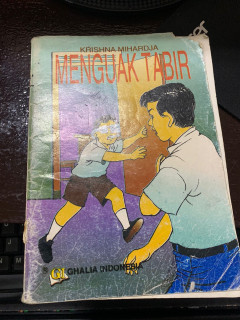 KRISHNA MIHARDJA
MENGUAK TABIR
GHALIA INDONESIA